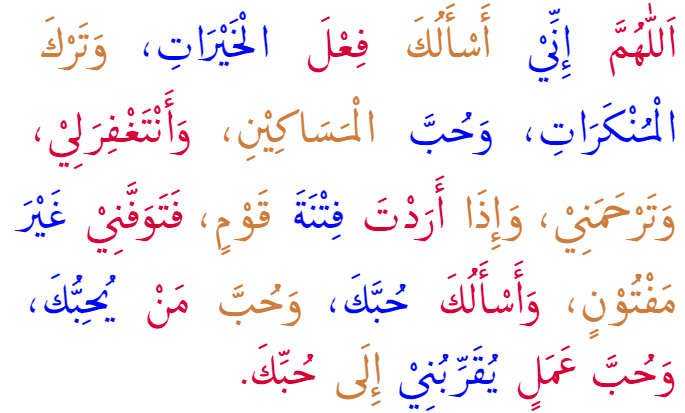 اَللّٰهُمَّ إِنِّيْ أَسْأَلُكَ فِعْلَ الْخَيْرَاتِ، وَتَرْكَ
الْمُنْكَرَاتِ، وَحُبَّ الْمَسَاكِيْنِ، وَأَنْتَغْفِرَلِيْ،
وَتَرْحَمَنِيْ، وَإِذَا أَرَدْتَ فِتْنَةَ قَوْمٍ، فَتَوَفَّنِيْ غَيْرَ
مَفْتُوْنٍ، وَأَسْأَلُكَ حُبَّكَ، وَحُبَّ مَنْ يُحِبُّكَ،
وَحُبَّ عَمَلٍ يُقَرِّبُنِيْ إِلَى حُبِّكَ.